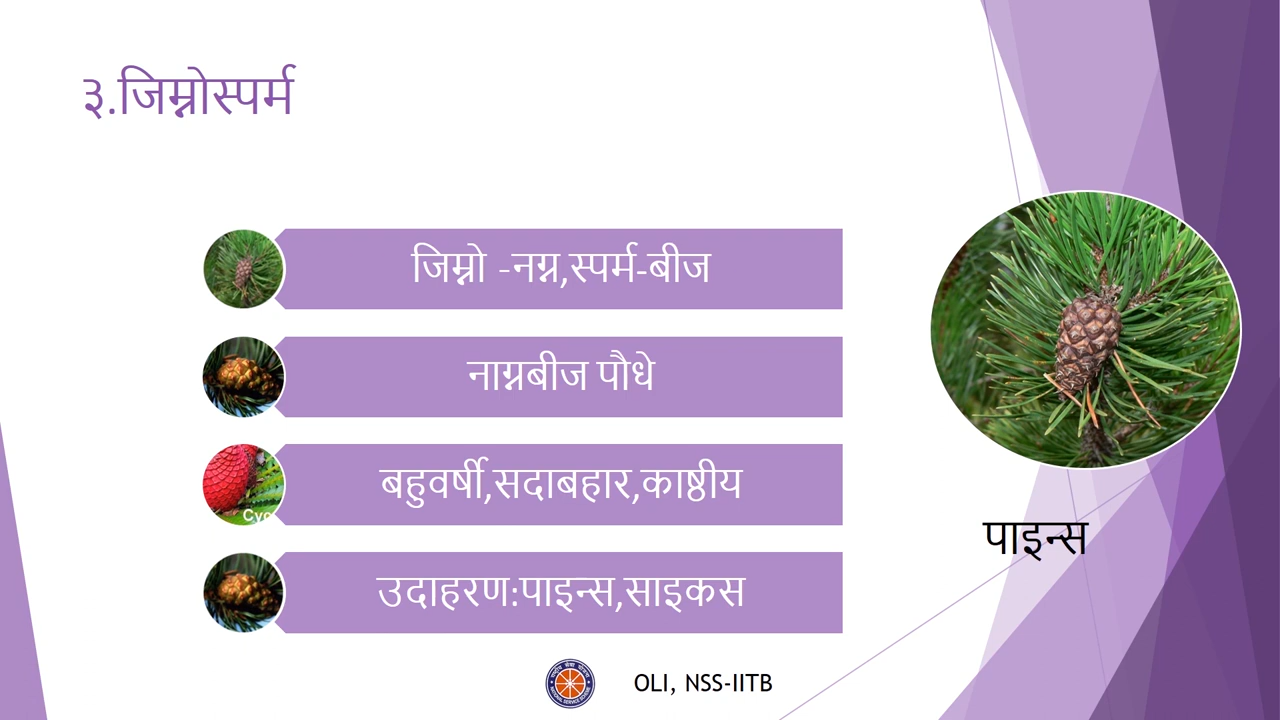 ३.जिम्नोस्पर्म
जिम्नो -नग्न,स्पर्म-बीज
नाग्नबीज पौधे
बहुवर्षी,सदाबहार,काष्ठीय
उदाहरण:पाइन्स,साइकस
पाइन्स
OLI, NSS-IITB